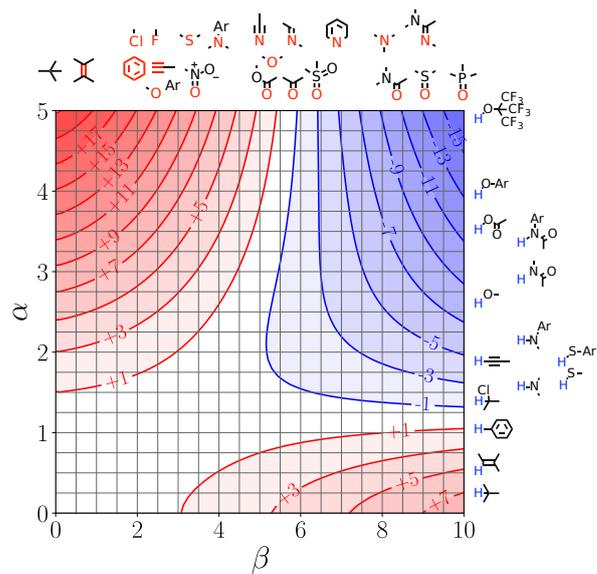 Cl F S Ar N N N N N N N
Ar O N+ O− O O O O O O S O O N O S O P O
5 4 3 2 1 0
α
+17 +15 +13 +11 +9 +7 +5 +3 +1
-15 -13 -11 -9 -7 -5 -3 -1
+1 +3 +5 +7
0 2 4 6 8 10
β
H O CF3 CF3 CF3
H O-Ar
H O O
Ar H-N O
H N O
H O-
H-N Ar
H
H S-Ar
H S-
H-N
Cl H
H
H
H